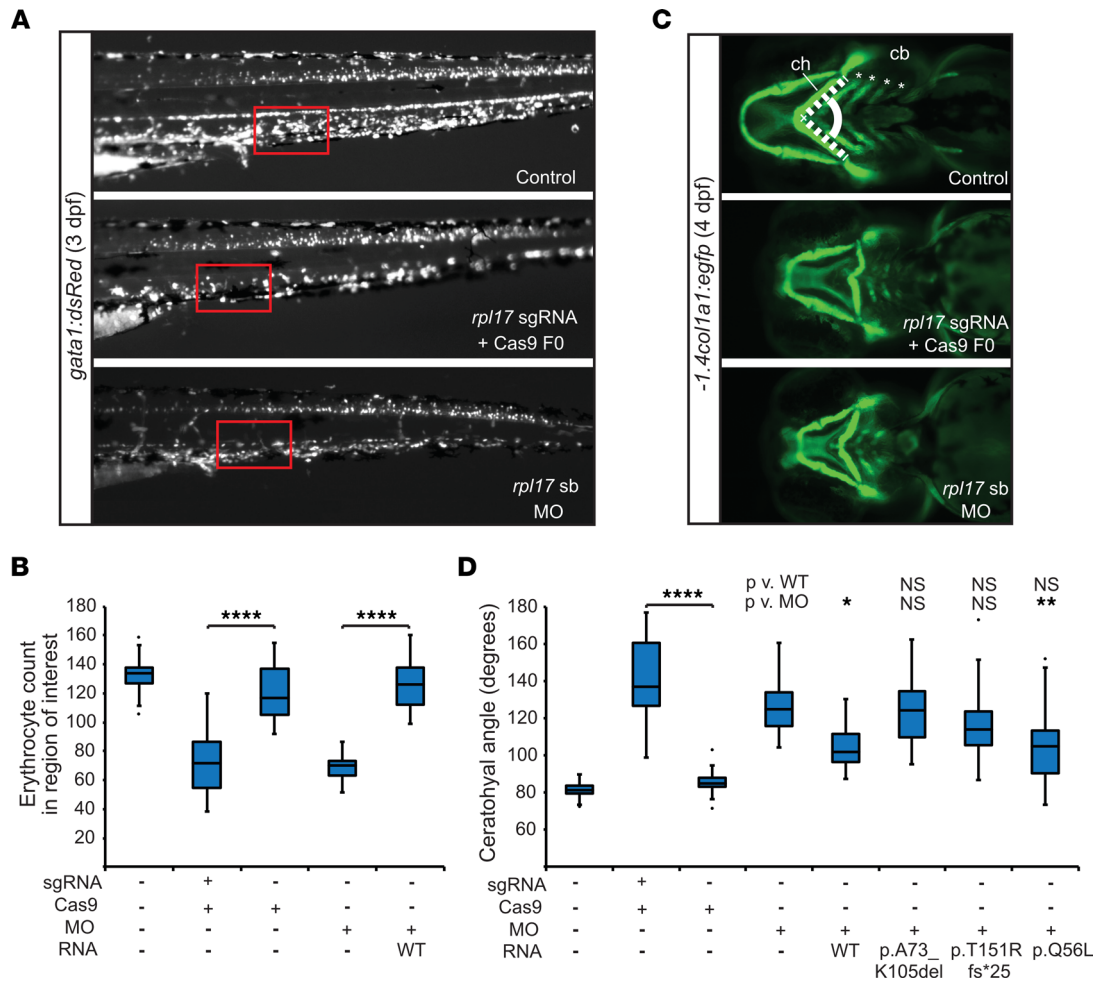 A
gata1:dsRed (3 dpf)
Control
rpl17 sgRNA
+ Cas9 F0
rpl17 sb
MO
C
-1.4col1a1:egfp (4 dpf)
ch
cb
* * * *
+
Control
rpl17 sgRNA
+ Cas9 F0
rpl17 sb
MO
B
Erythrocyte count
in region of interest
180
160
140
120
100
80
60
40
20
**** ****
sgRNA - + - - -
Cas9 - + + - -
MO - - - + +
RNA - - - - WT
D
Ceratohyal angle (degrees)
180
160
140
120
100
80
60
40
****
p v. WT NS NS NS
p v. MO * NS NS **
sgRNA - + - - - - - -
Cas9 - + + - - - - -
MO - - - + + + + +
RNA - - - - WT p.A73_ p.T151R p.Q56L
K105del fs*25